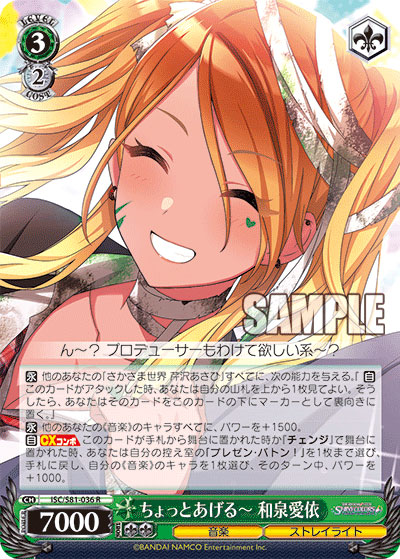 LEVEL
3
2
COST
SAMPLE
ん～？ プロデューサーもわけて欲しい系～？
永 他のあなたの「さかさま世界 芹沢あさひ」すべてに、次の能力を与える。『自
このカードがアタックした時、あなたは自分の山札を上から1枚見てよい。そう
したら、あなたはそのカードをこのカードの下にマーカーとして裏向きに
置く。』
永 他のあなたの《音楽》のキャラすべてに、パワーを＋1500。
自 CXコンボ このカードが手札から舞台に置かれた時か「チェンジ」で舞台
に置かれた時、あなたは自分の控え室の「プレゼン・バトン！」を1枚まで選び、
手札に戻し、自分の《音楽》のキャラを1枚選び、そのターン中、パワーを
＋1000。
CH
ISC/S81-036 R
7000
ちょっとあげる～ 和泉愛依
SHINY COLORS
音楽
ストレイライト
©BANDAI NAMCO Entertainment Inc.